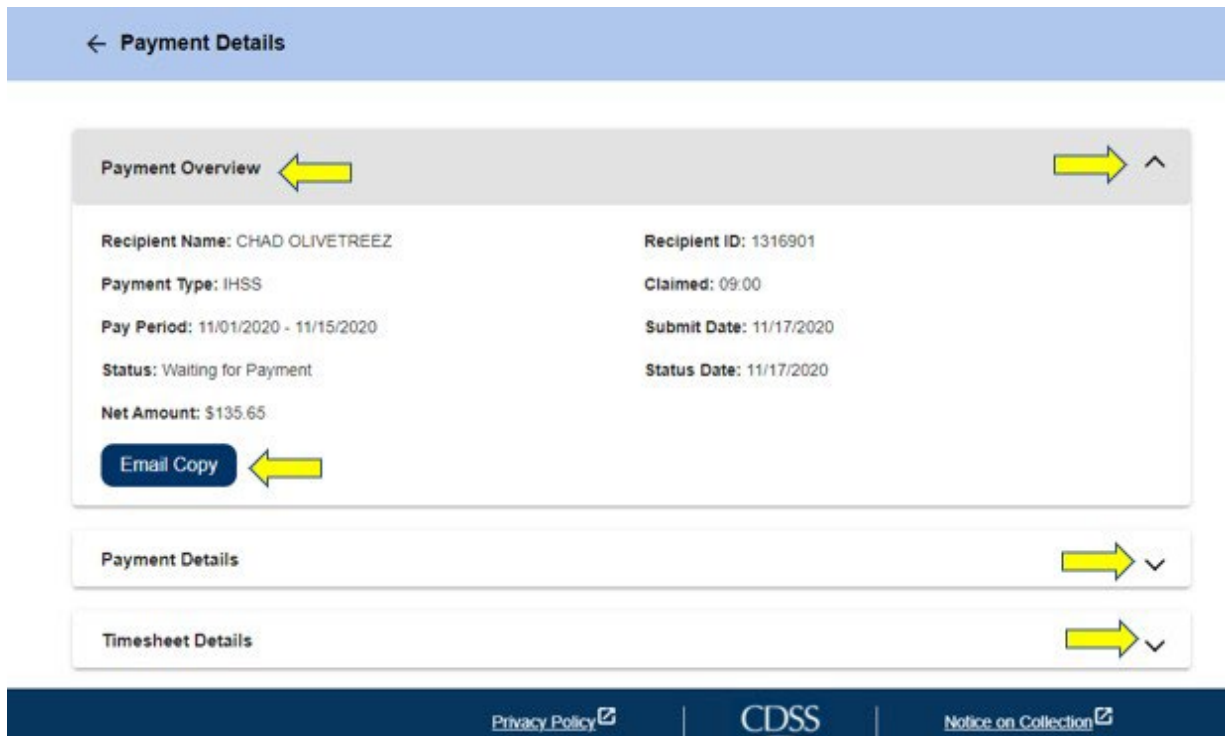 ← Payment Details
Payment Overview
Recipient Name: CHAD OLIVETREEZ
Recipient ID: 1316901
Payment Type: IHSS
Claimed: 09:00
Pay Period: 11/01/2020 - 11/15/2020
Submit Date: 11/17/2020
Status: Waiting for Payment
Status Date: 11/17/2020
Net Amount: $135.65
Email Copy
Payment Details
Timesheet Details
Privacy Policy | CDSS | Notice on Collection